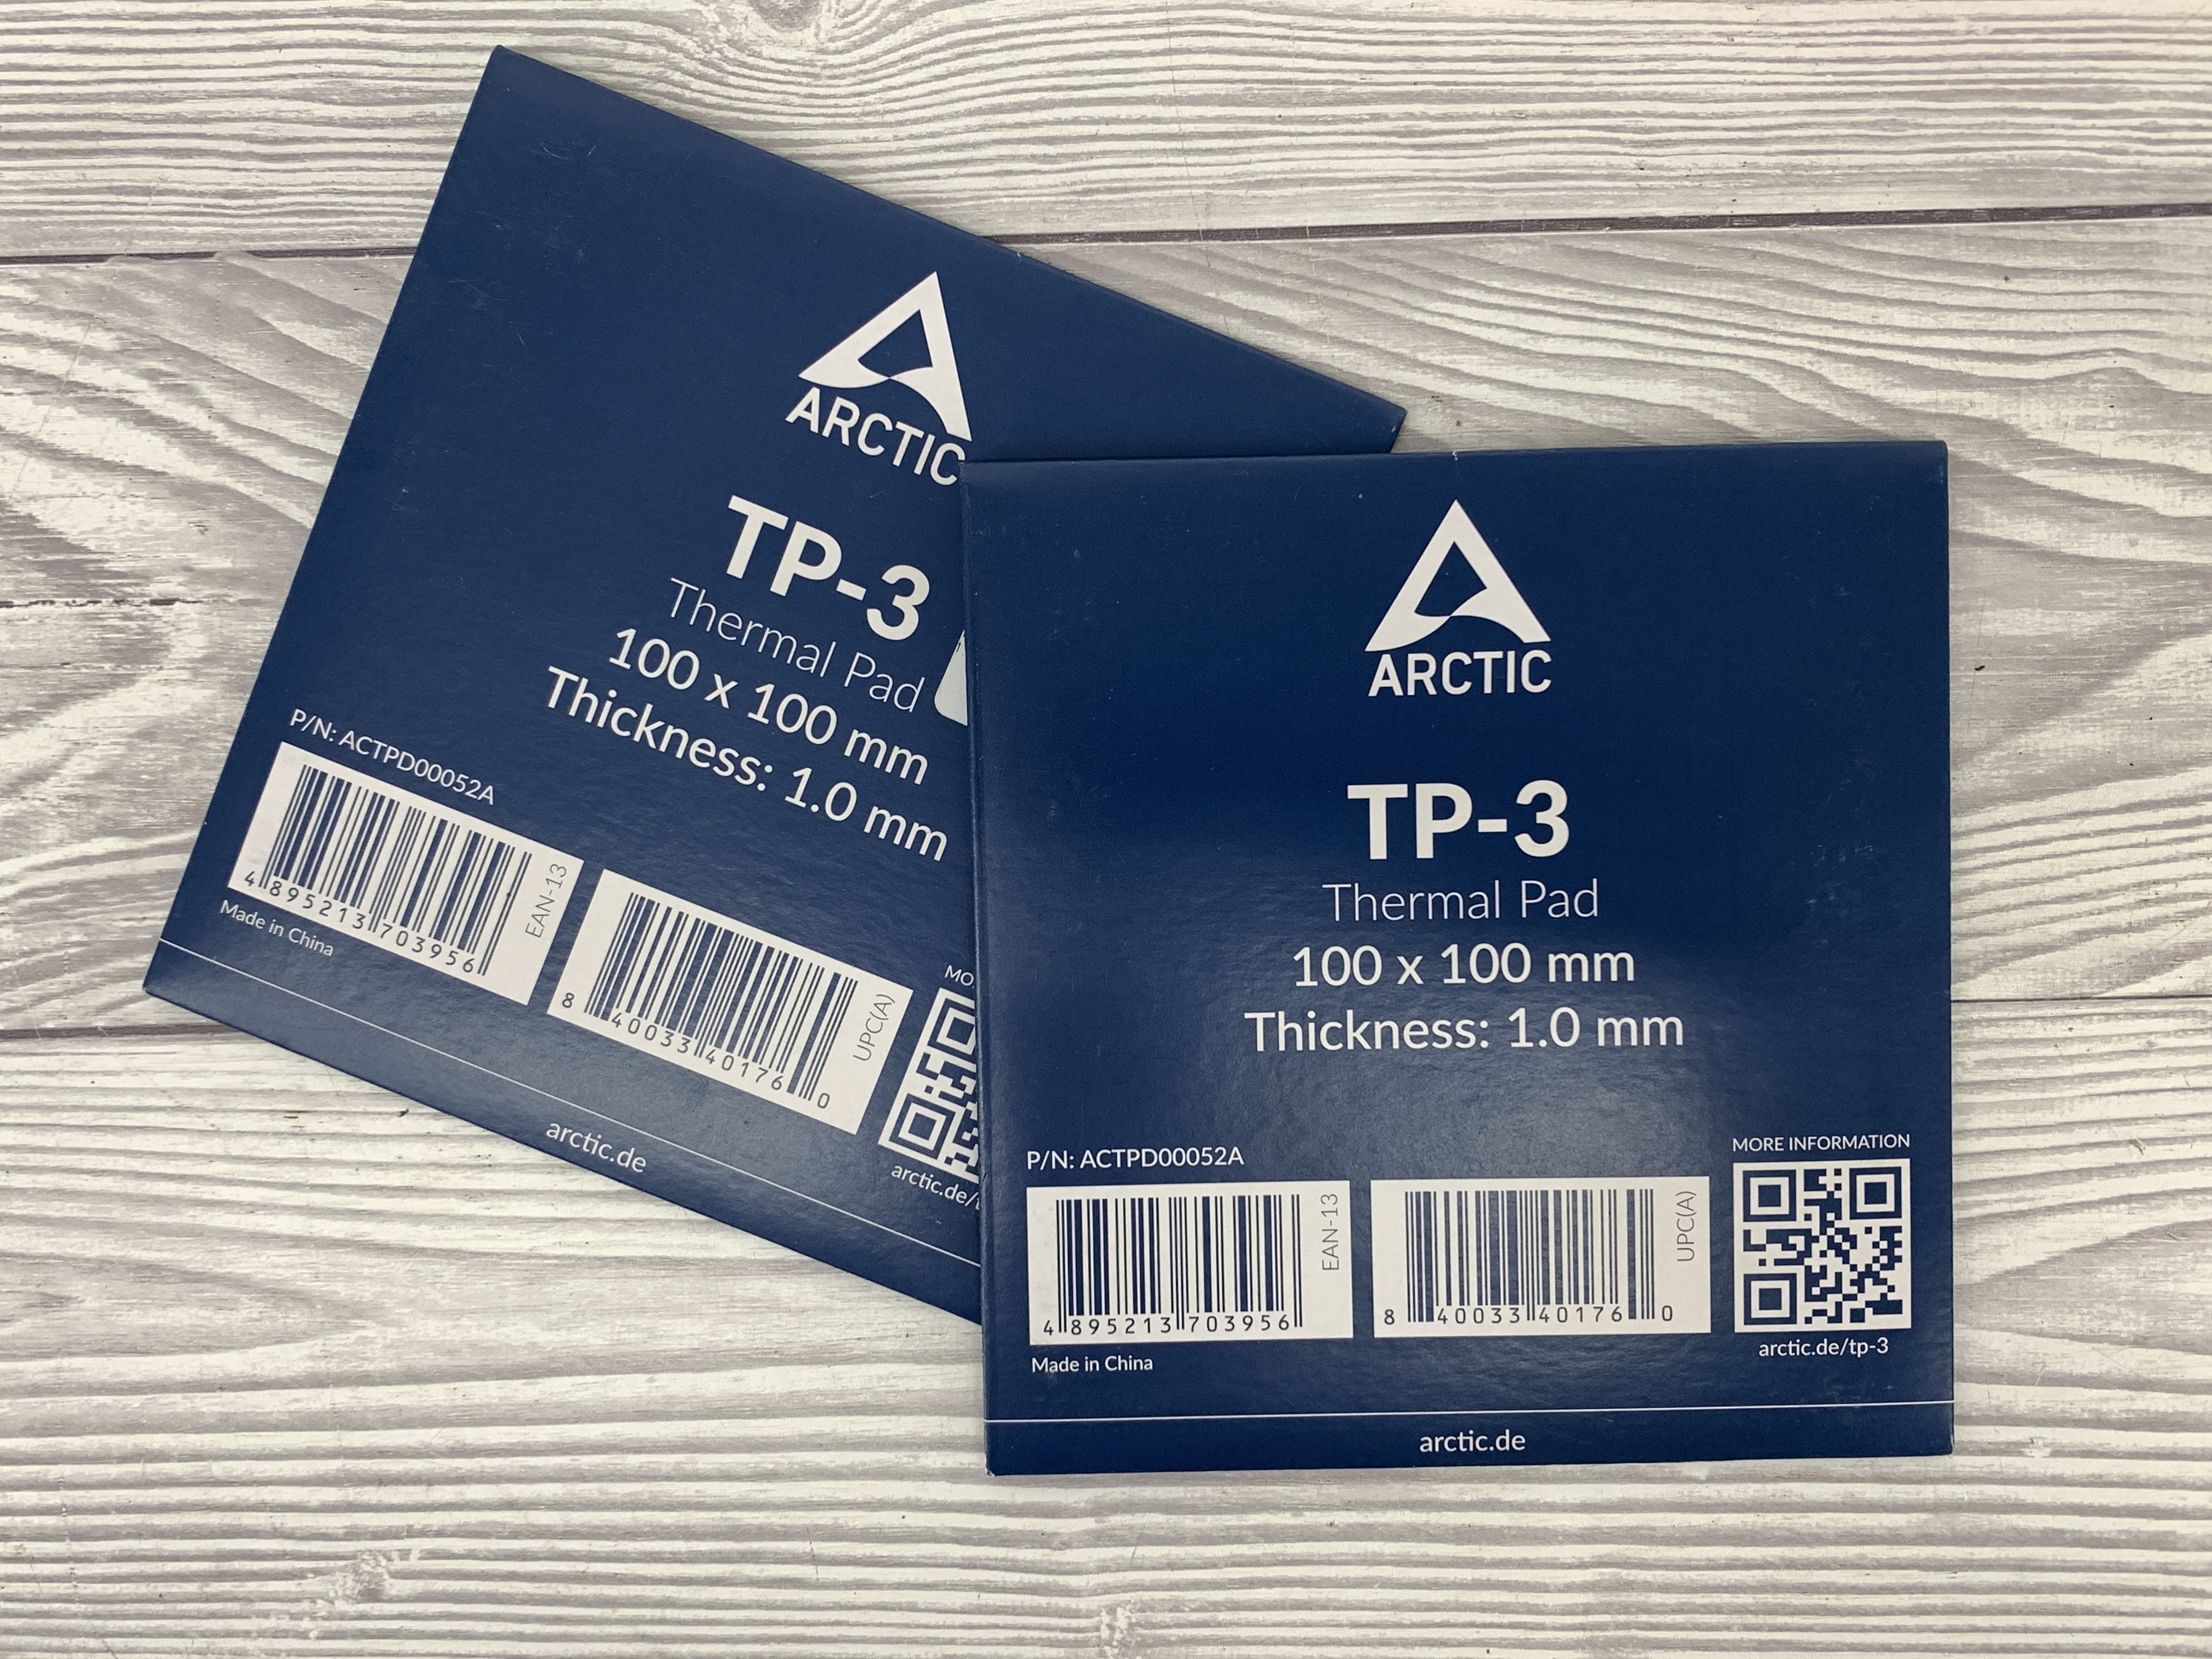 ARCTIC
TP-3
Thermal Pad
100 x 100 mm
Thickness: 1.0 mm
P/N: ACTPD00052A
4 895213 703956
EAN-13
Made in China
8 40033 40176 0
UPC(A)
MO
arctic.de/
arctic.de
ARCTIC
TP-3
Thermal Pad
100 x 100 mm
Thickness: 1.0 mm
P/N: ACTPD00052A
4 895213 703956
EAN-13
Made in China
8 40033 40176 0
UPC(A)
MORE INFORMATION
arctic.de/tp-3
arctic.de